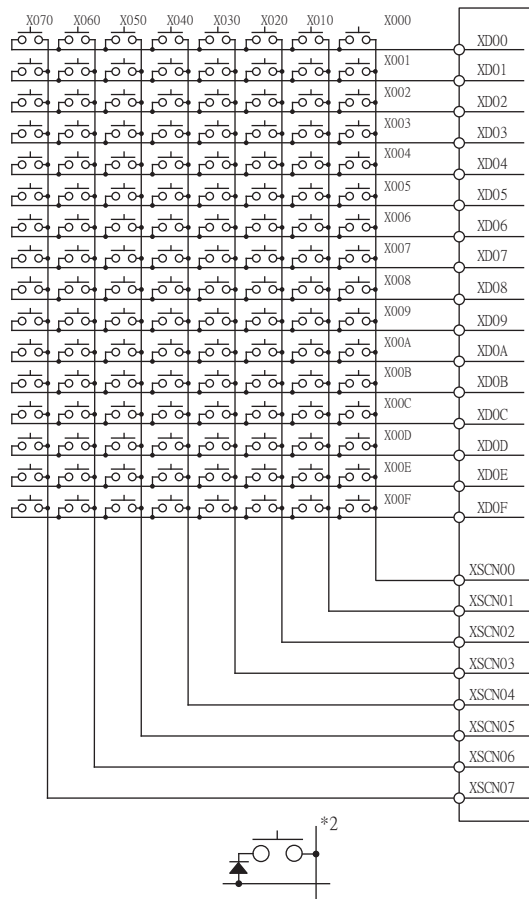 X070 X060 X050 X040 X030 X020 X010 X000
XD00
X001 XD01
X002 XD02
X003 XD03
X004 XD04
X005 XD05
X006 XD06
X007 XD07
X008 XD08
X009 XD09
X00A XD0A
X00B XD0B
X00C XD0C
X00D XD0D
X00E XD0E
X00F XD0F
XSCN00
XSCN01
XSCN02
XSCN03
XSCN04
XSCN05
XSCN06
XSCN07
*2